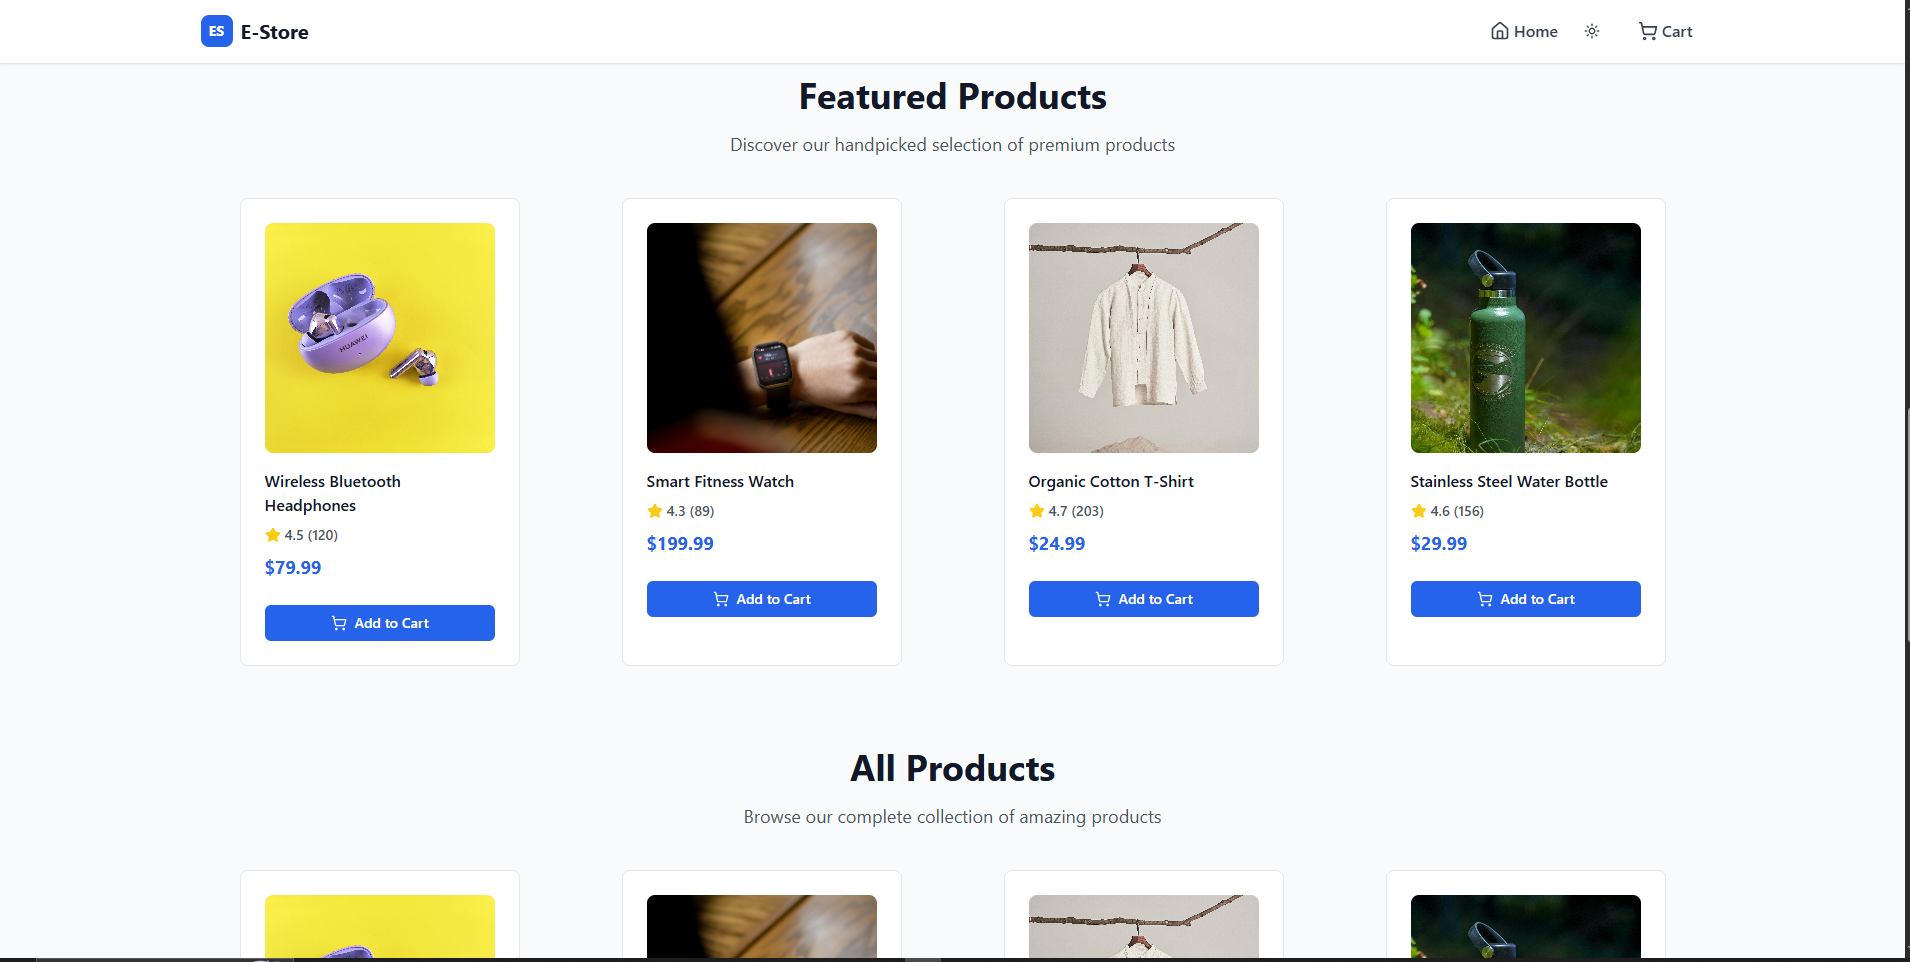 ES E-Store Home Cart
Featured Products
Discover our handpicked selection of premium products
HUAWEI
Wireless Bluetooth
Headphones
4.5 (120)
$79.99
Add to Cart
Smart Fitness Watch
4.3 (89)
$199.99
Add to Cart
Organic Cotton T-Shirt
4.7 (203)
$24.99
Add to Cart
Stainless Steel Water Bottle
4.6 (156)
$29.99
Add to Cart
All Products
Browse our complete collection of amazing products